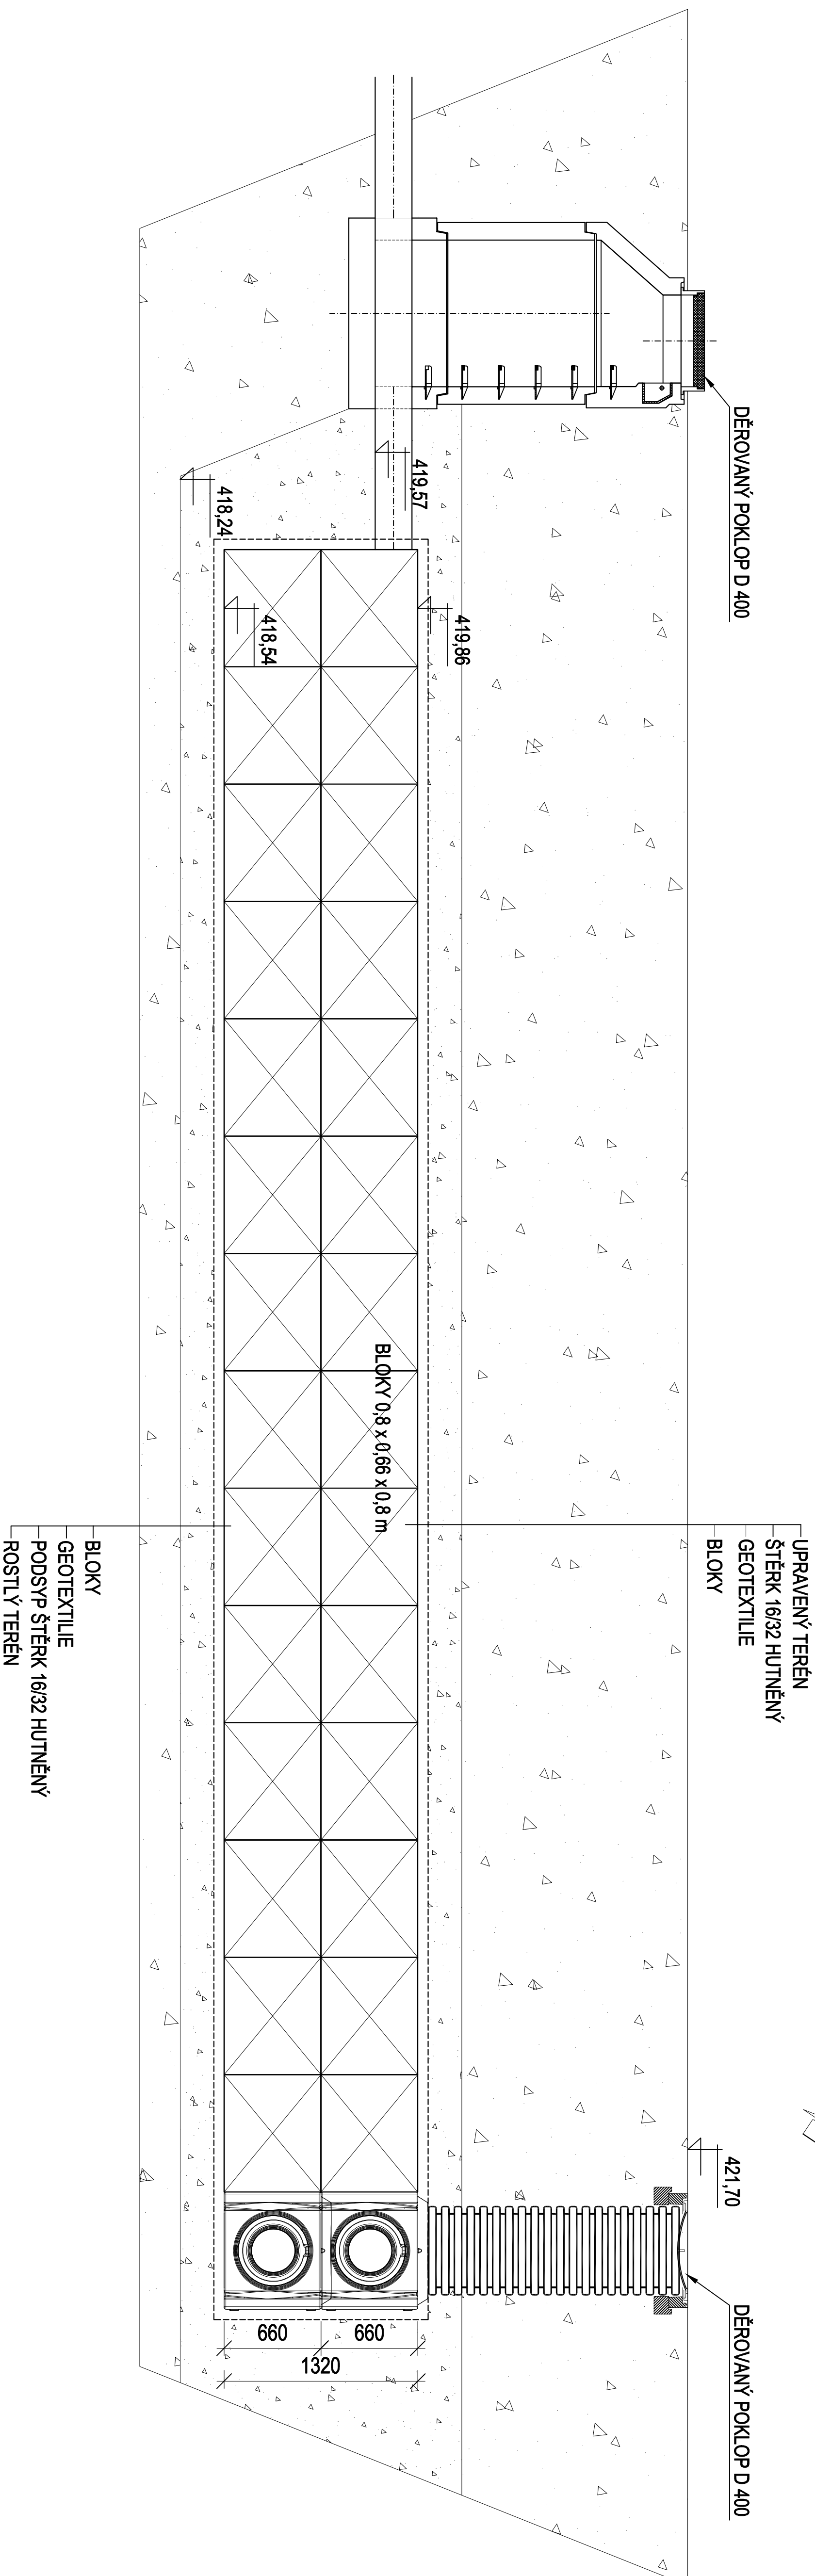 UPRAVENÝ TERÉN
ŠTĚRK 16/32 HUTNĚNÝ
GEOTEXTILIE
BLOKY
DĚROVANÝ POKLOP D 400
421,70
DĚROVANÝ POKLOP D 400
419,86
419,57
418,54
418,24
BLOKY 0,8 x 0,66 x 0,8 m
660
660
1320
BLOKY
GEOTEXTILIE
PODSYP ŠTĚRK 16/32 HUTNĚNÝ
ROSTLÝ TERÉN